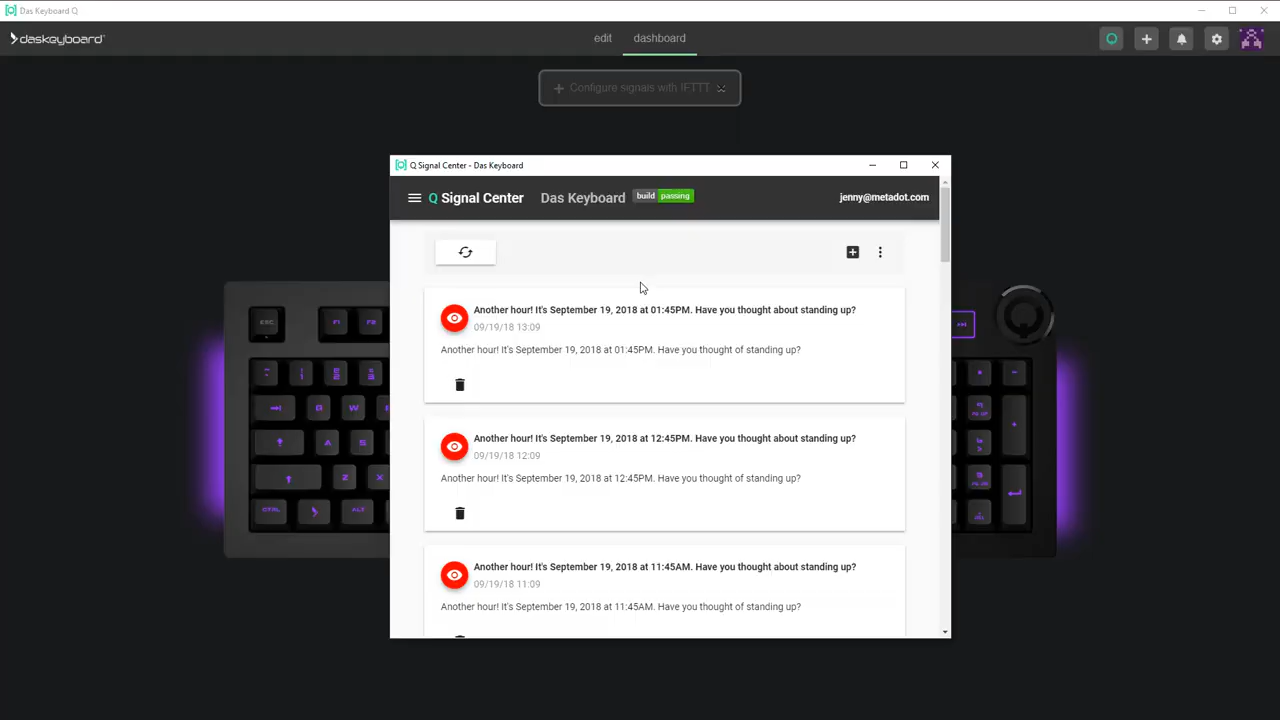 Das Keyboard Q
daskeyboard
edit
dashboard
Configure signals with IFTTT
Q Signal Center - Das Keyboard
Q Signal Center
Das Keyboard
build passing
jenny@metadot.com
Another hour! It's September 19, 2018 at 01:45PM. Have you thought about standing up?
09/19/18 13:09
Another hour! It's September 19, 2018 at 01:45PM. Have you thought of standing up?
Another hour! It's September 19, 2018 at 12:45PM. Have you thought about standing up?
09/19/18 12:09
Another hour! It's September 19, 2018 at 12:45PM. Have you thought of standing up?
Another hour! It's September 19, 2018 at 11:45AM. Have you thought about standing up?
09/19/18 11:09
Another hour! It's September 19, 2018 at 11:45AM. Have you thought of standing up?
ESC
F1
F2
W
A
S
Z
X
CTRL
ALT